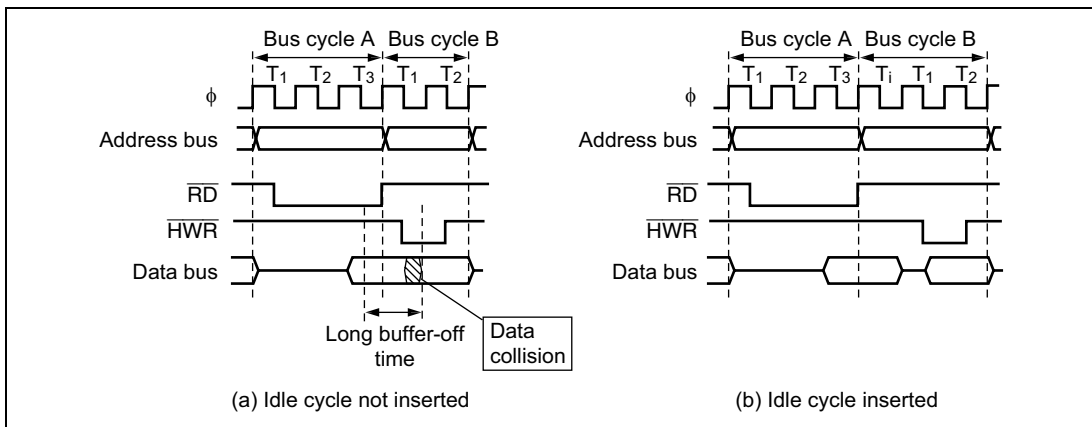 Bus cycle A Bus cycle B
T1 T2 T3 T1 T2
ϕ
Address bus
RD
HWR
Data bus
Long buffer-off
time
Data
collision
(a) Idle cycle not inserted
Bus cycle A Bus cycle B
T1 T2 T3 Ti T1 T2
ϕ
Address bus
RD
HWR
Data bus
(b) Idle cycle inserted